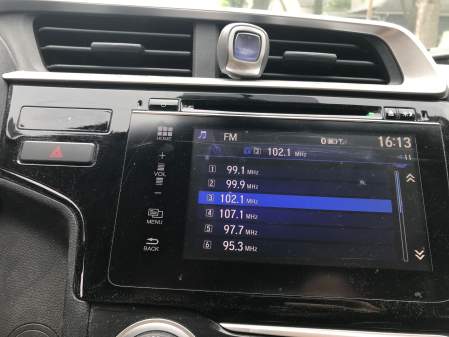 HOME
FM 16:13
3 102.1 MHz
+ 1 99.1 MHz
VOL 2 99.9 MHz
− 3 102.1 MHz
MENU 4 107.1 MHz
5 97.7 MHz
BACK 6 95.3 MHz